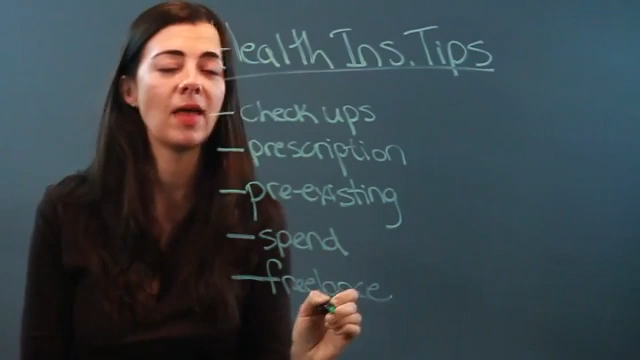 Health Ins. Tips
- check ups
- prescription
- pre-existing
- spend
- freelance